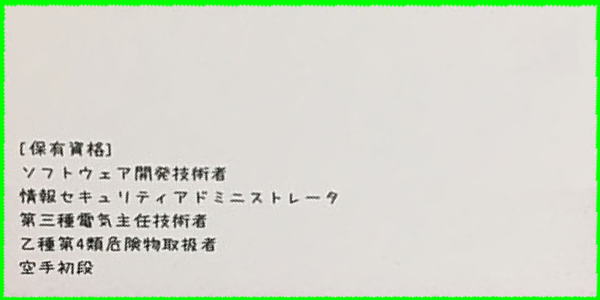 [保有資格]
ソフトウェア開発技術者
情報セキュリティアドミニストレータ
第三種電気主任技術者
乙種第4類危険物取扱者
空手初段